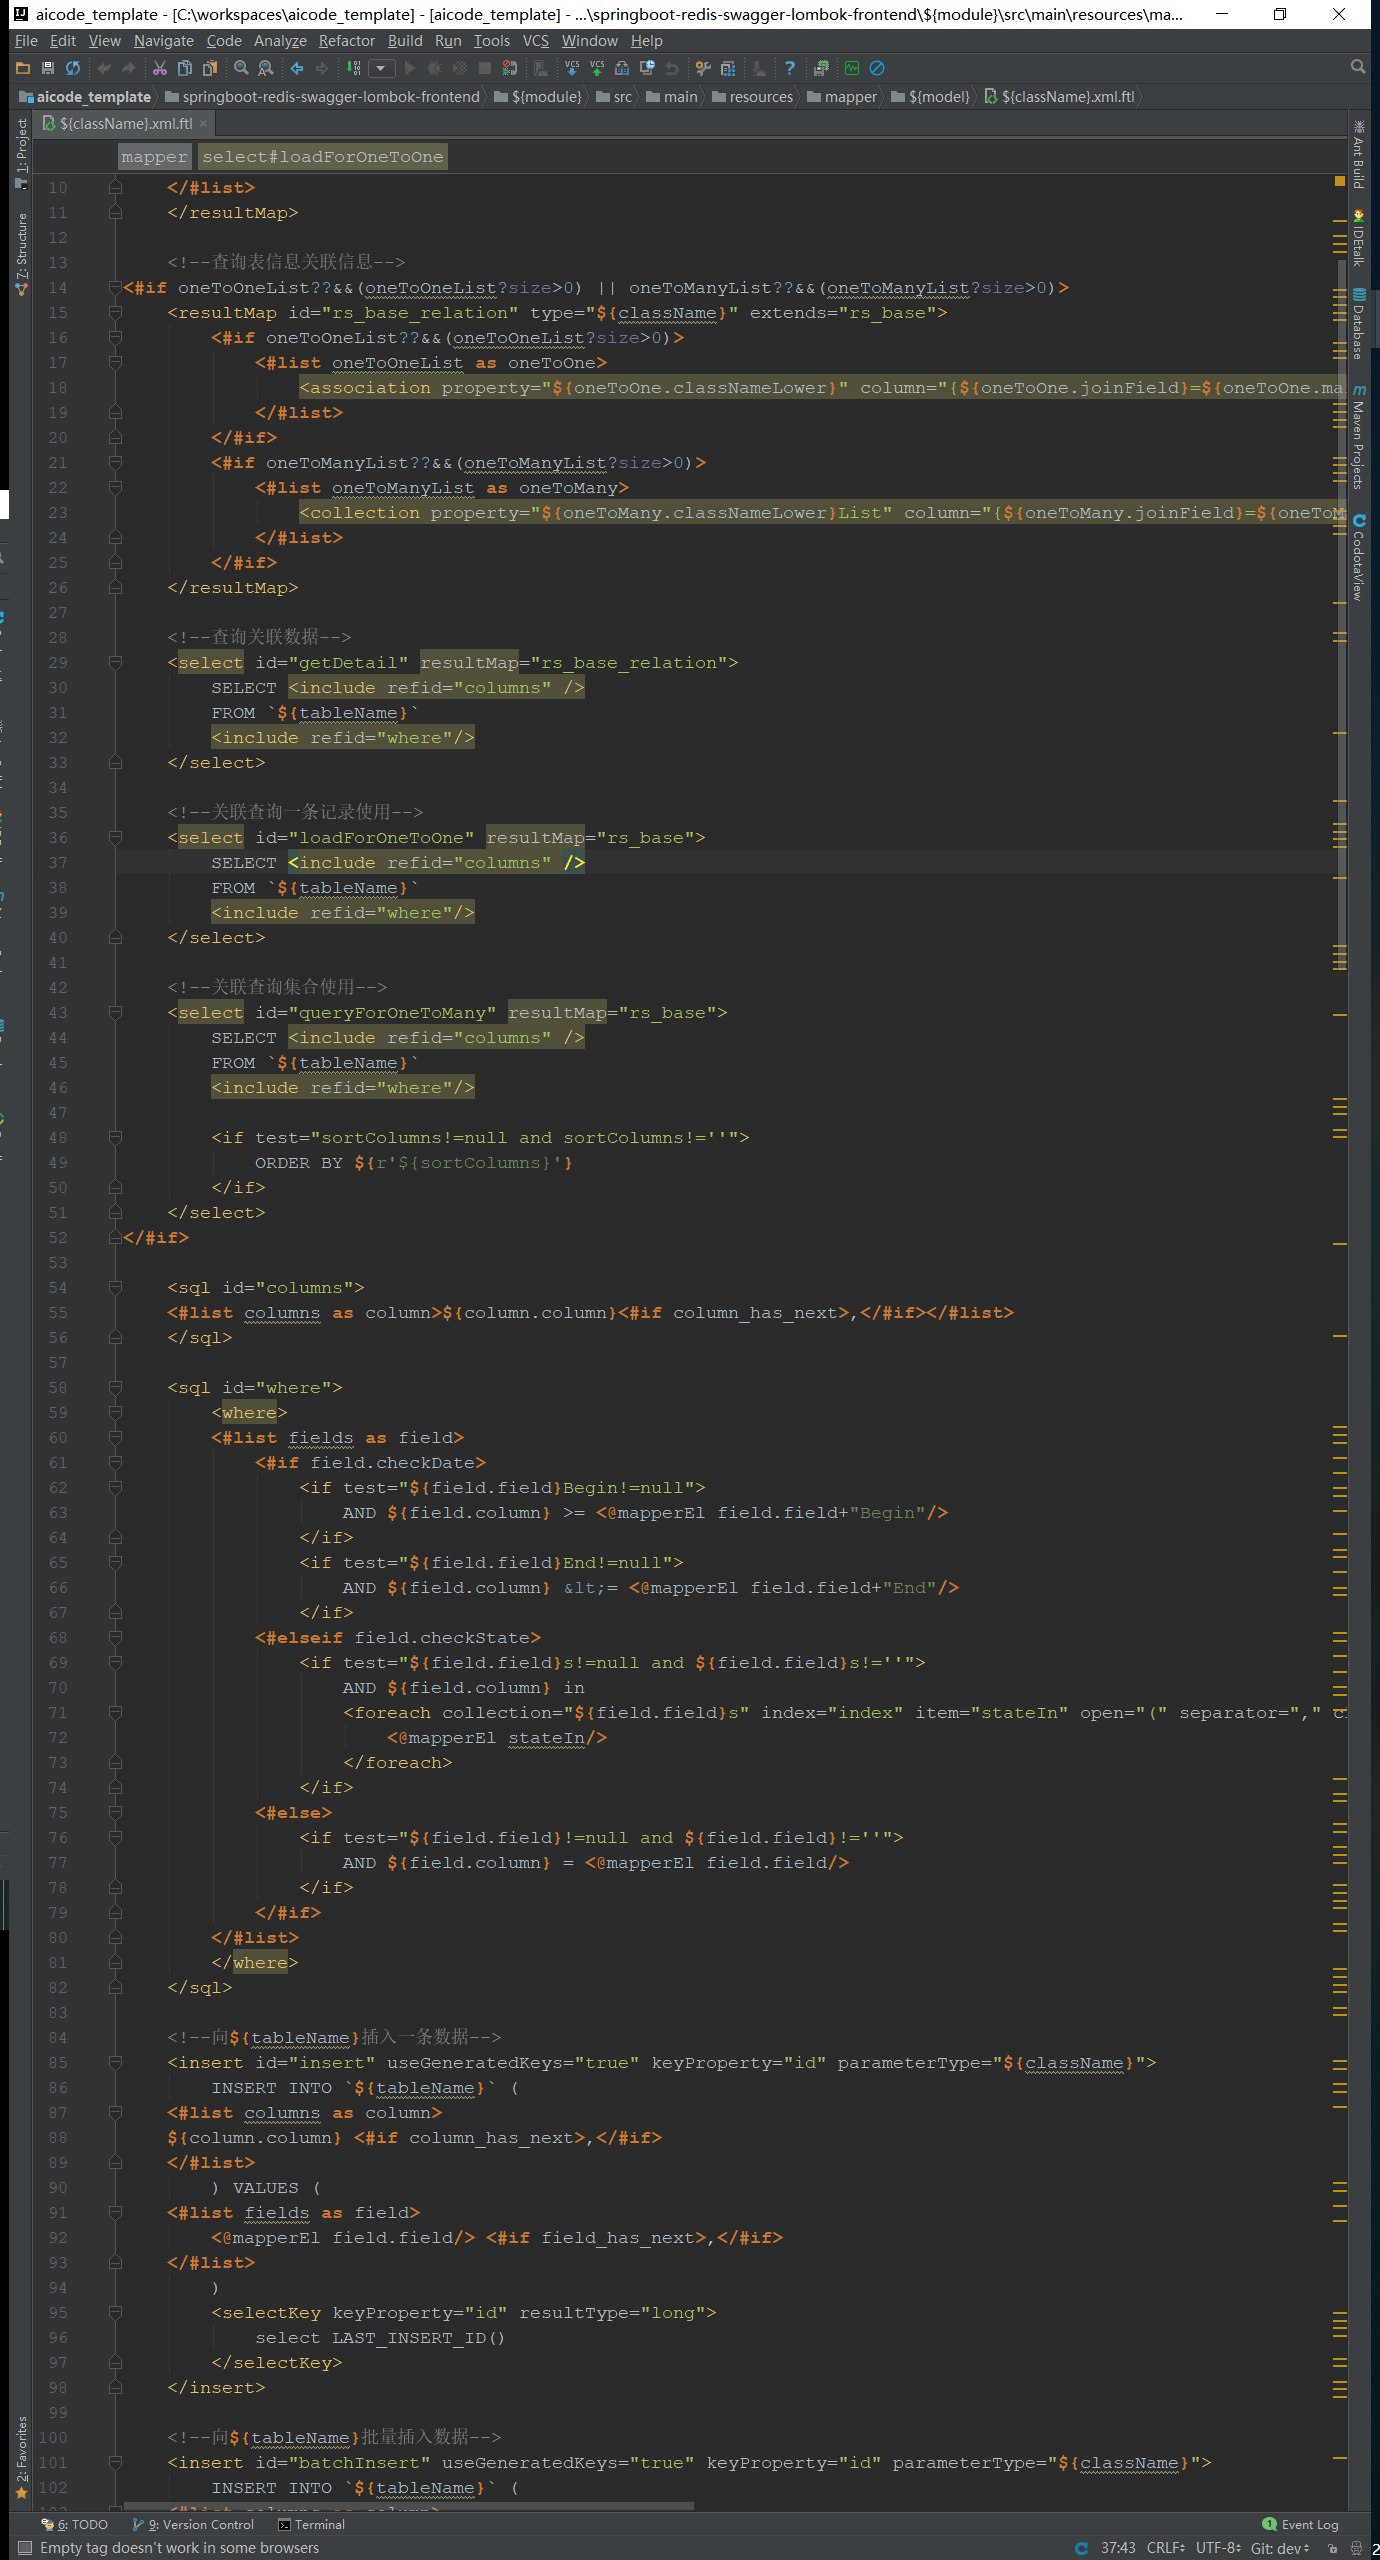 aicode_template - [C:\workspaces\aicode_template] - [aicode_template] - ...\springboot-redis-swagger-lombok-frontend\${module}\src\main\resources\ma...
File Edit View Navigate Code Analyze Refactor Build Run Tools VCS Window Help
aicode_template springboot-redis-swagger-lombok-frontend ${module} src main resources mapper ${model} ${className}.xml.ftl
${className}.xml.ftl
mapper select#loadForOneToOne
10 </#list>
11 </resultMap>
12
13 <!--查询表信息关联信息-->
14 <#if oneToOneList??&&(oneToOneList?size>0) || oneToManyList??&&(oneToManyList?size>0)>
15 <resultMap id="rs_base_relation" type="${className}" extends="rs_base">
16 <#if oneToOneList??&&(oneToOneList?size>0)>
17 <#list oneToOneList as oneToOne>
18 <association property="${oneToOne.classNameLower}" column="{${oneToOne.joinField}=${oneToOne.ma
19 </#list>
20 </#if>
21 <#if oneToManyList??&&(oneToManyList?size>0)>
22 <#list oneToManyList as oneToMany>
23 <collection property="${oneToMany.classNameLower}List" column="{${oneToMany.joinField}=${oneToM
24 </#list>
25 </#if>
26 </resultMap>
27
28 <!--查询关联数据-->
29 <select id="getDetail" resultMap="rs_base_relation">
30 SELECT <include refid="columns" />
31 FROM `${tableName}`
32 <include refid="where"/>
33 </select>
34
35 <!--关联查询一条记录使用-->
36 <select id="loadForOneToOne" resultMap="rs_base">
37 SELECT <include refid="columns" />
38 FROM `${tableName}`
39 <include refid="where"/>
40 </select>
41
42 <!--关联查询集合使用-->
43 <select id="queryForOneToMany" resultMap="rs_base">
44 SELECT <include refid="columns" />
45 FROM `${tableName}`
46 <include refid="where"/>
47
48 <if test="sortColumns!=null and sortColumns!=''">
49 ORDER BY ${r'${sortColumns}'}
50 </if>
51 </select>
52 </#if>
53
54 <sql id="columns">
55 <#list columns as column>${column.column}<#if column_has_next>,</#if></#list>
56 </sql>
57
58 <sql id="where">
59 <where>
60 <#list fields as field>
61 <#if field.checkDate>
62 <if test="${field.field}Begin!=null">
63 AND ${field.column} >= <@mapperEl field.field+"Begin"/>
64 </if>
65 <if test="${field.field}End!=null">
66 AND ${field.column} &lt;= <@mapperEl field.field+"End"/>
67 </if>
68 <#elseif field.checkState>
69 <if test="${field.field}s!=null and ${field.field}s!=''">
70 AND ${field.column} in
71 <foreach collection="${field.field}s" index="index" item="stateIn" open="(" separator="," c
72 <@mapperEl stateIn/>
73 </foreach>
74 </if>
75 <#else>
76 <if test="${field.field}!=null and ${field.field}!=''">
77 AND ${field.column} = <@mapperEl field.field/>
78 </if>
79 </#if>
80 </#list>
81 </where>
82 </sql>
83
84 <!--向${tableName}插入一条数据-->
85 <insert id="insert" useGeneratedKeys="true" keyProperty="id" parameterType="${className}">
86 INSERT INTO `${tableName}` (
87 <#list columns as column>
88 ${column.column} <#if column_has_next>,</#if>
89 </#list>
90 ) VALUES (
91 <#list fields as field>
92 <@mapperEl field.field/> <#if field_has_next>,</#if>
93 </#list>
94 )
95 <selectKey keyProperty="id" resultType="long">
96 select LAST_INSERT_ID()
97 </selectKey>
98 </insert>
99
100 <!--向${tableName}批量插入数据-->
101 <insert id="batchInsert" useGeneratedKeys="true" keyProperty="id" parameterType="${className}">
102 INSERT INTO `${tableName}` (
1: Project
7: Structure
2: Favorites
Ant Build
IDEtalk
Database
Maven Projects
CodotaView
6: TODO 9: Version Control Terminal 1 Event Log
Empty tag doesn't work in some browsers 37:43 CRLF UTF-8 Git: dev